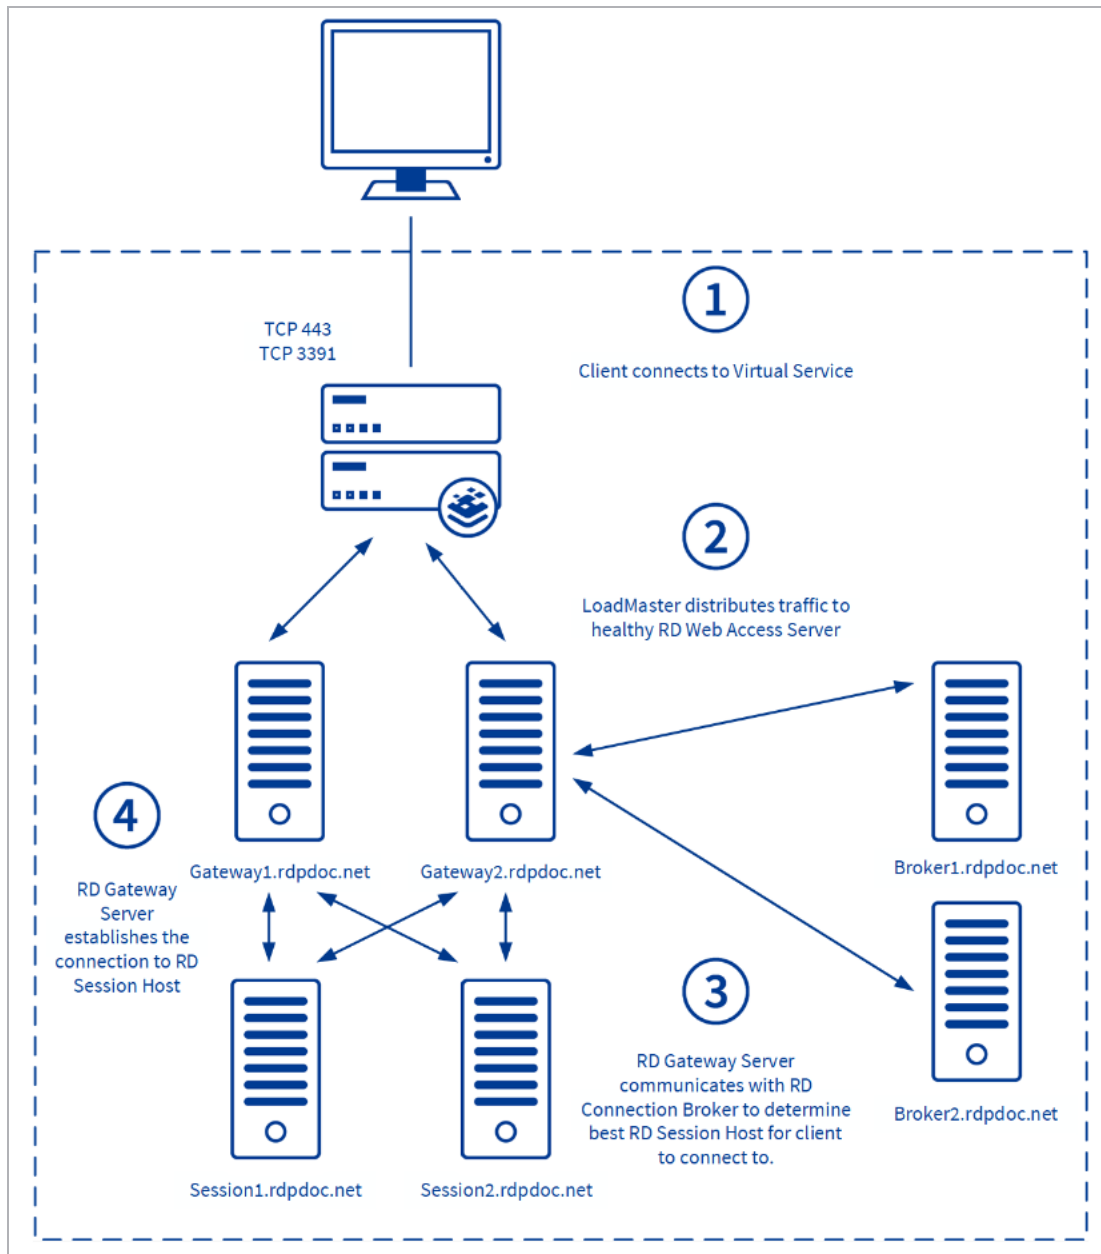 TCP 443
TCP 3391
1
Client connects to Virtual Service
2
LoadMaster distributes traffic to
healthy RD Web Access Server
4
RD Gateway
Server
establishes the
connection to RD
Session Host
Gateway1.rdpdoc.net
Gateway2.rdpdoc.net
Broker1.rdpdoc.net
3
RD Gateway Server
communicates with RD
Connection Broker to determine
best RD Session Host for client
to connect to.
Broker2.rdpdoc.net
Session1.rdpdoc.net
Session2.rdpdoc.net